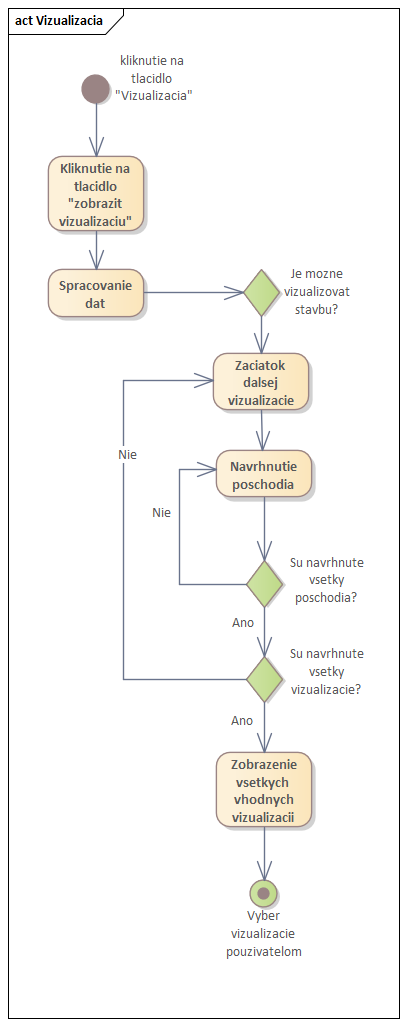 act Vizualizacia
kliknutie na
tlacidlo
"Vizualizacia"
Kliknutie na
tlacidlo
"zobrazit
vizualizaciu"
Spracovanie
dat
Je mozne
vizualizovat
stavbu?
Zaciatok
dalsej
vizualizacie
Nie
Navrhnutie
poschodia
Nie
Su navrhnute
vsetky
poschodia?
Ano
Su navrhnute
vsetky
vizualizacie?
Ano
Zobrazenie
vsetkych
vhodnych
vizualizacii
Vyber
vizualizacie
pouzivatelom